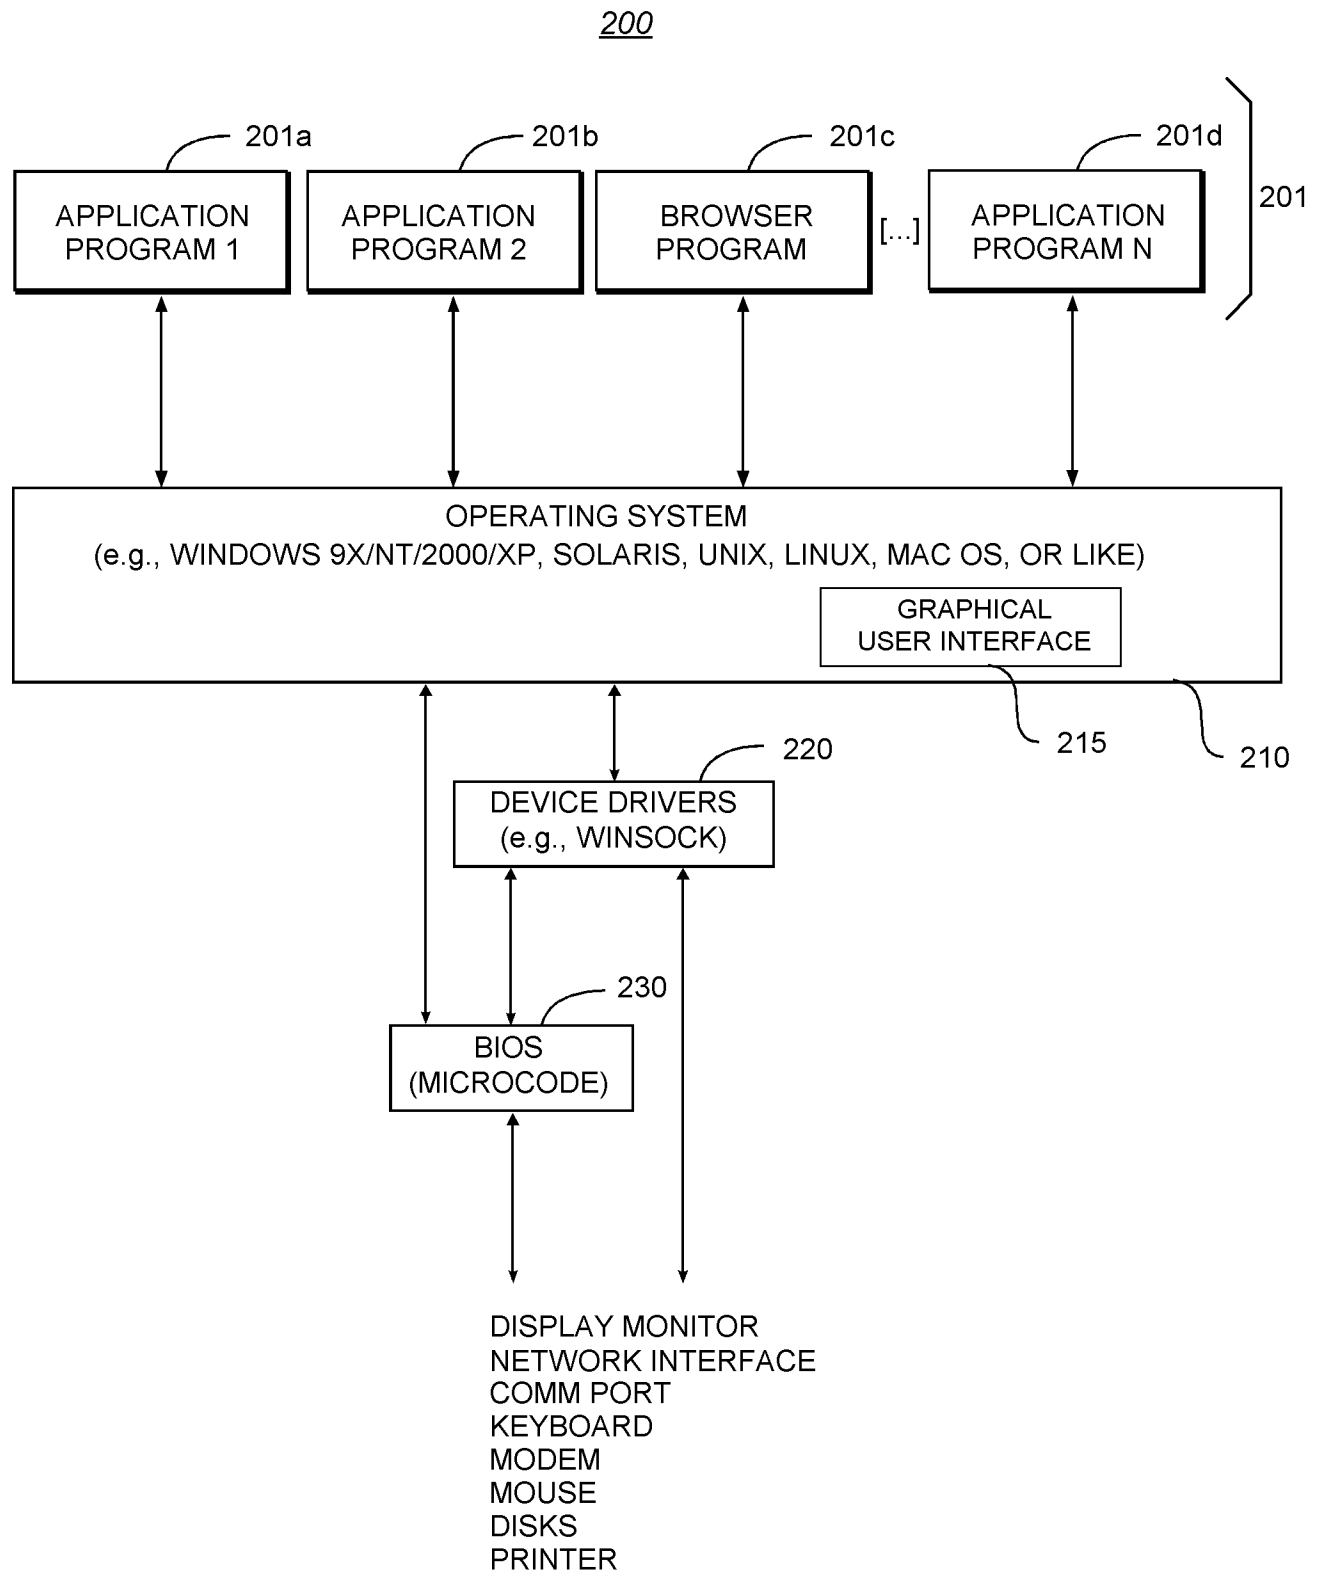 200
201a
201b
201c
201d
201
APPLICATION
PROGRAM 1
APPLICATION
PROGRAM 2
BROWSER
PROGRAM
[...]
APPLICATION
PROGRAM N
OPERATING SYSTEM
(e.g., WINDOWS 9X/NT/2000/XP, SOLARIS, UNIX, LINUX, MAC OS, OR LIKE)
GRAPHICAL
USER INTERFACE
215
210
220
DEVICE DRIVERS
(e.g., WINSOCK)
230
BIOS
(MICROCODE)
DISPLAY MONITOR
NETWORK INTERFACE
COMM PORT
KEYBOARD
MODEM
MOUSE
DISKS
PRINTER